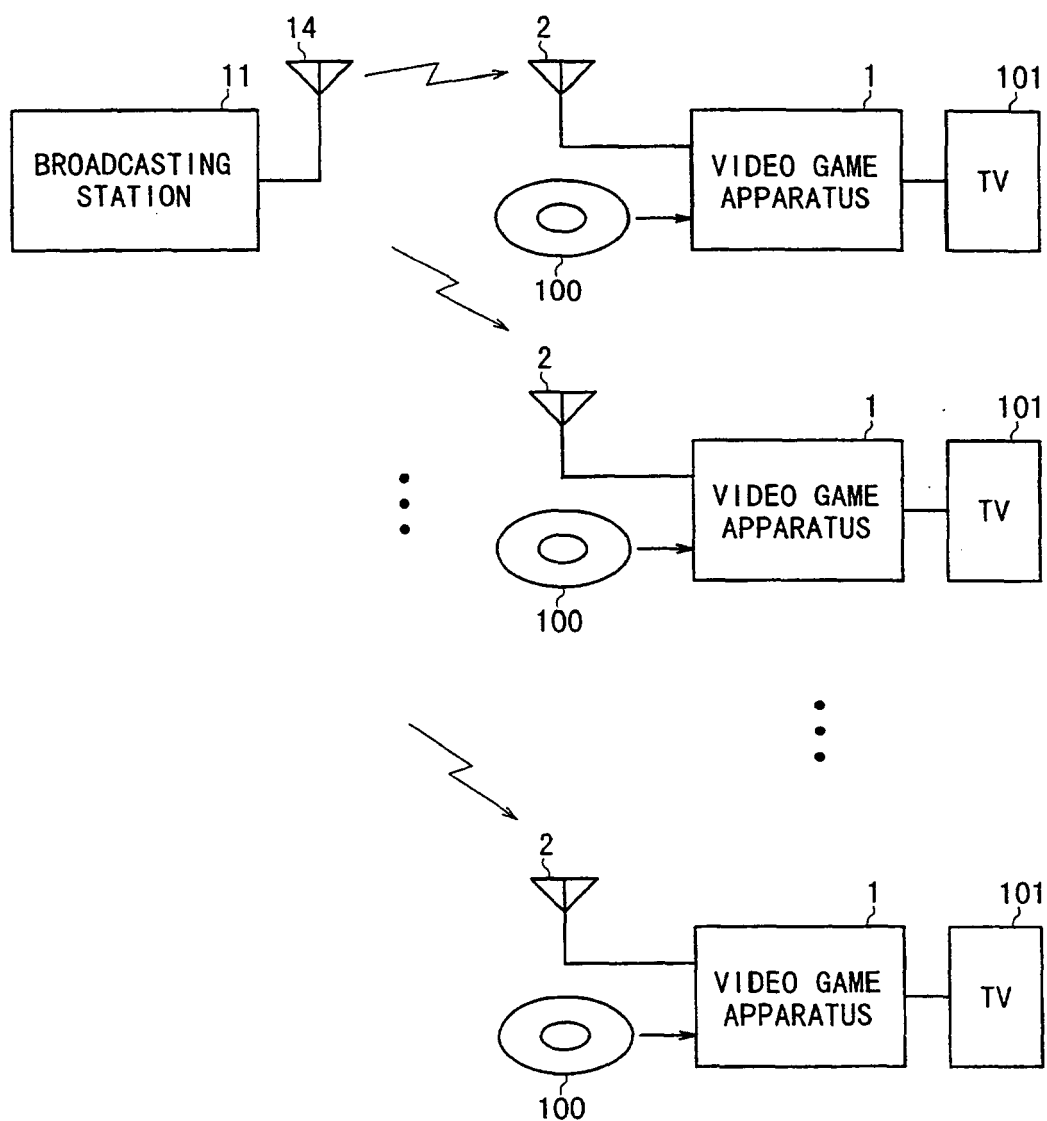 14
2
11
1
101
BROADCASTING
STATION
VIDEO GAME
APPARATUS
TV
100
2
1
101
VIDEO GAME
APPARATUS
TV
100
2
1
101
VIDEO GAME
APPARATUS
TV
100